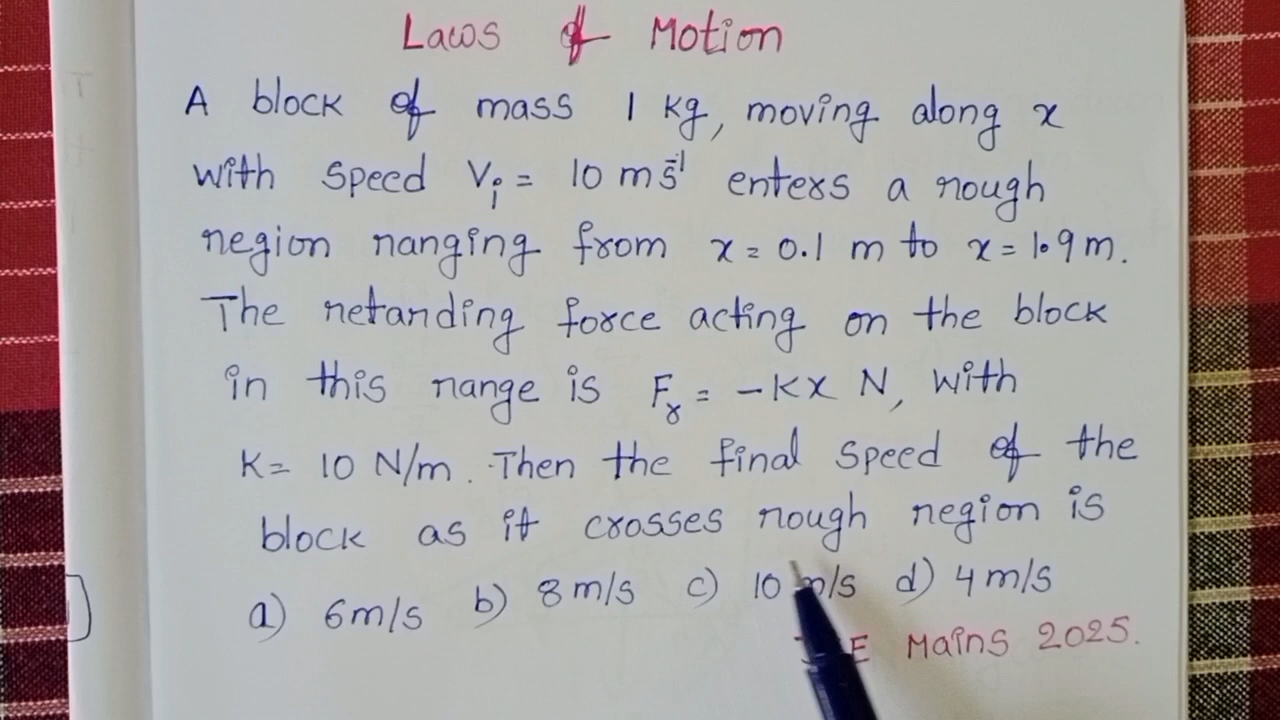 Laws of Motion
A block of mass 1 kg, moving along x
with speed Vi = 10 ms⁻¹ enters a rough
region ranging from x = 0.1 m to x = 1.9 m.
The retarding force acting on the block
in this range is Fr = -Kx N, with
K = 10 N/m. Then the final speed of the
block as it crosses rough region is
a) 6m/s b) 8m/s c) 10 m/s d) 4 m/s
Mains 2025.